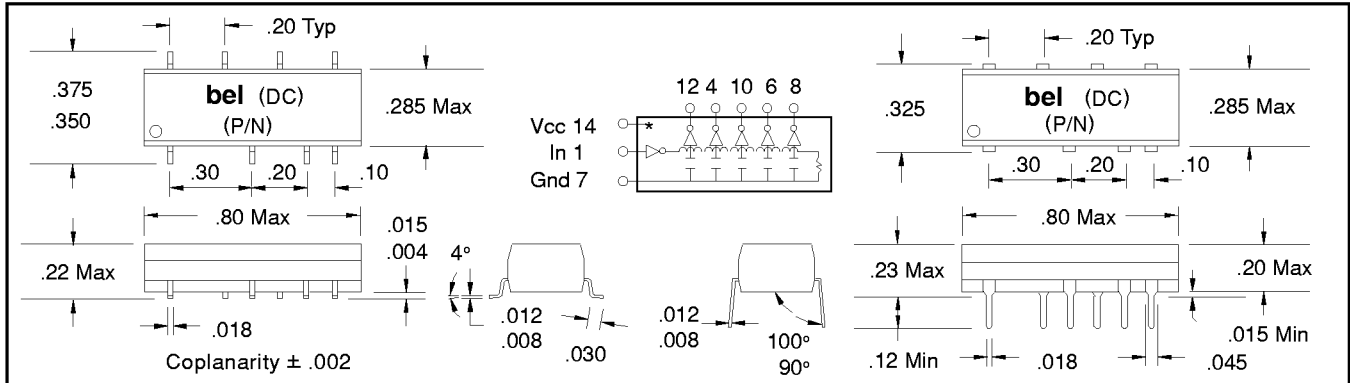 .20 Typ
.375
.350
bel (DC)
(P/N)
.285 Max
.30
.20
.10
.80 Max
.22 Max
.015
.004
.018
Coplanarity ± .002
12 4 10 6 8
Vcc 14
*
In 1
Gnd 7
4°
.012
.008
.030
.012
.008
100°
90°
.20 Typ
.325
bel (DC)
(P/N)
.285 Max
.30
.20
.10
.80 Max
.23 Max
.20 Max
.015 Min
.12 Min
.018
.045